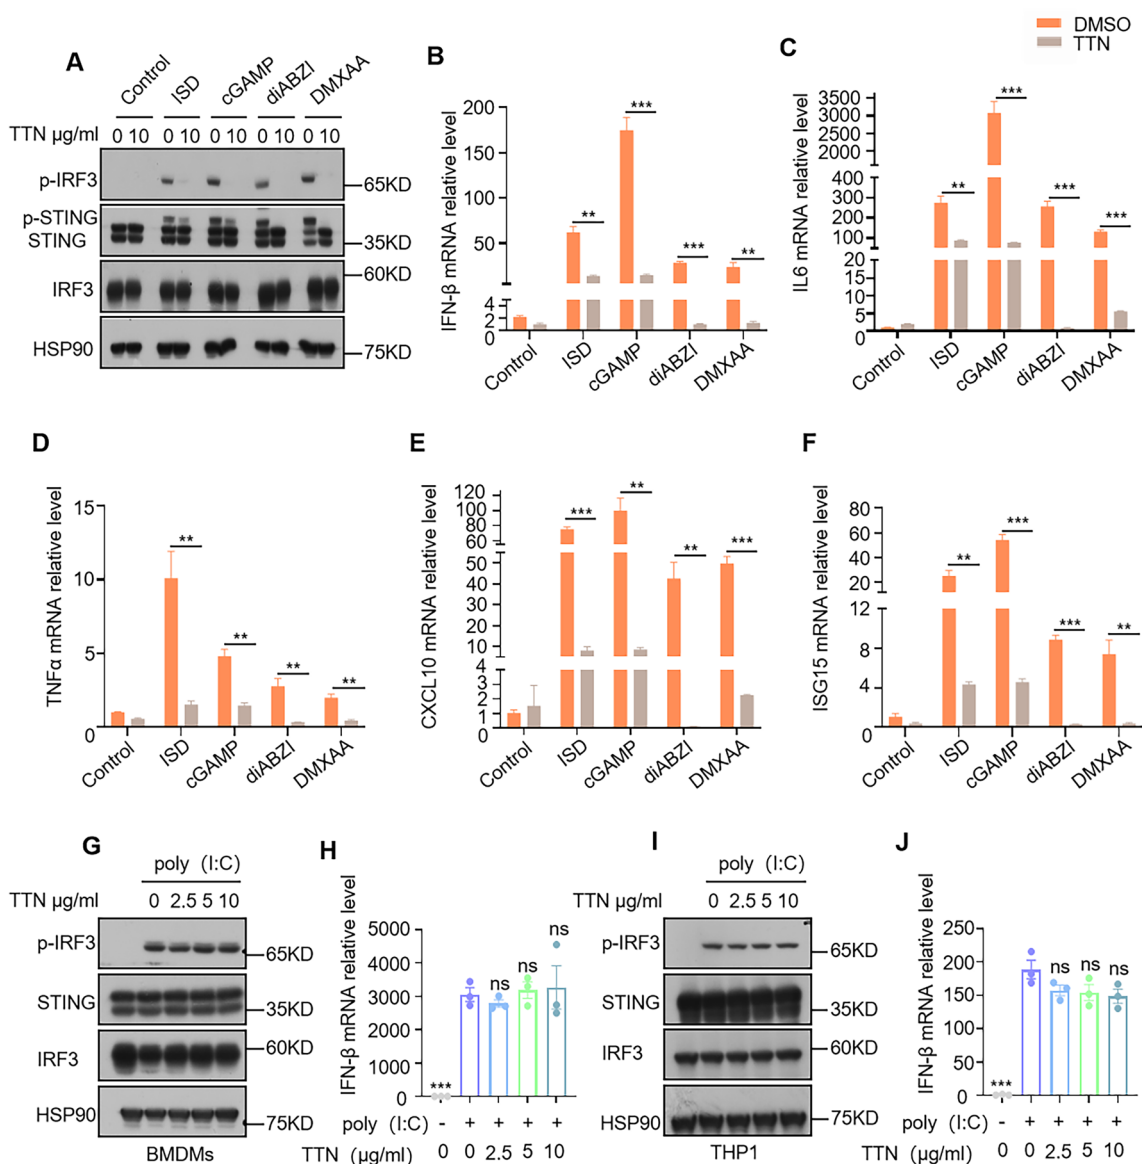 DMSO
TTN
A
Control
ISD
cGAMP
diABZI
DMXAA
TTN μg/ml 0 10 0 10 0 10 0 10 0 10
p-IRF3
65KD
p-STING
STING
35KD
60KD
IRF3
HSP90
75KD
B
IFN-β mRNA relative level
200
150
100
50
4
2
0
***
**
***
**
Control
ISD
cGAMP
diABZI
DMXAA
C
IL6 mRNA relative level
3500
3000
2500
2000
1500
1000
500
400
300
200
100
20
15
10
5
0
***
**
***
***
Control
ISD
cGAMP
diABZI
DMXAA
D
TNFα mRNA relative level
15
10
5
0
**
**
**
**
Control
ISD
cGAMP
diABZI
DMXAA
E
CXCL10 mRNA relative level
120
100
80
60
50
40
30
20
10
4
3
2
1
0
***
**
**
***
Control
ISD
cGAMP
diABZI
DMXAA
F
ISG15 mRNA relative level
80
60
40
20
12
8
4
0
**
***
***
**
Control
ISD
cGAMP
diABZI
DMXAA
G
poly (I:C)
TTN μg/ml 0 2.5 5 10
p-IRF3
65KD
STING
35KD
IRF3
60KD
HSP90
75KD
BMDMs
H
IFN-β mRNA relative level
5000
4000
3000
2000
1000
0
***
ns
ns
ns
poly (I:C) - + + + +
TTN (μg/ml) 0 0 2.5 5 10
I
poly (I:C)
TTN μg/ml 0 2.5 5 10
p-IRF3
65KD
STING
35KD
IRF3
60KD
HSP90
75KD
THP1
J
IFN-β mRNA relative level
250
200
150
100
50
0
***
ns
ns
ns
poly (I:C) - + + + +
TTN (μg/ml) 0 0 2.5 5 10